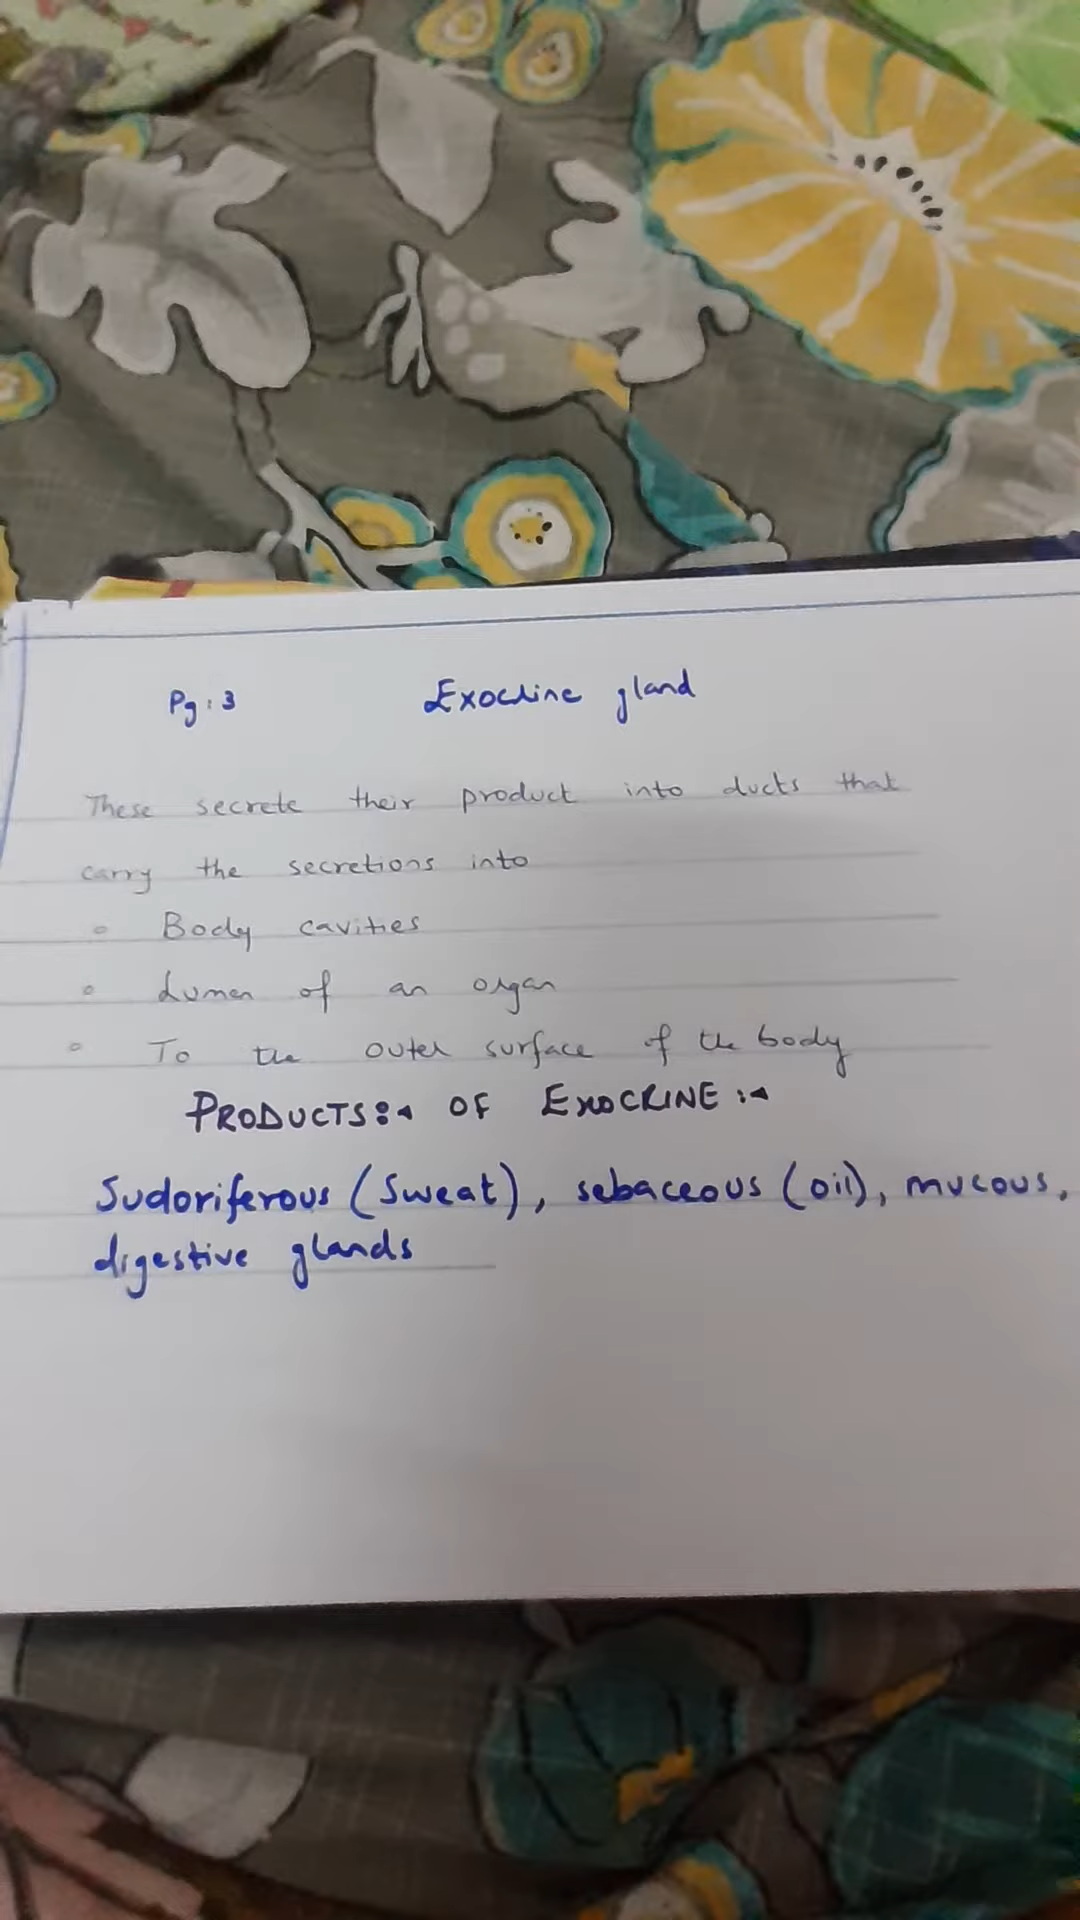 Pg: 3 Exocrine gland
These secrete their product into ducts that
carry the secretions into
◦ Body cavities
◦ Lumen of an organ
◦ To the outer surface of the body
PRODUCTS:- OF EXOCRINE :-
Sudoriferous (Sweat), sebaceous (oil), mucous,
digestive glands